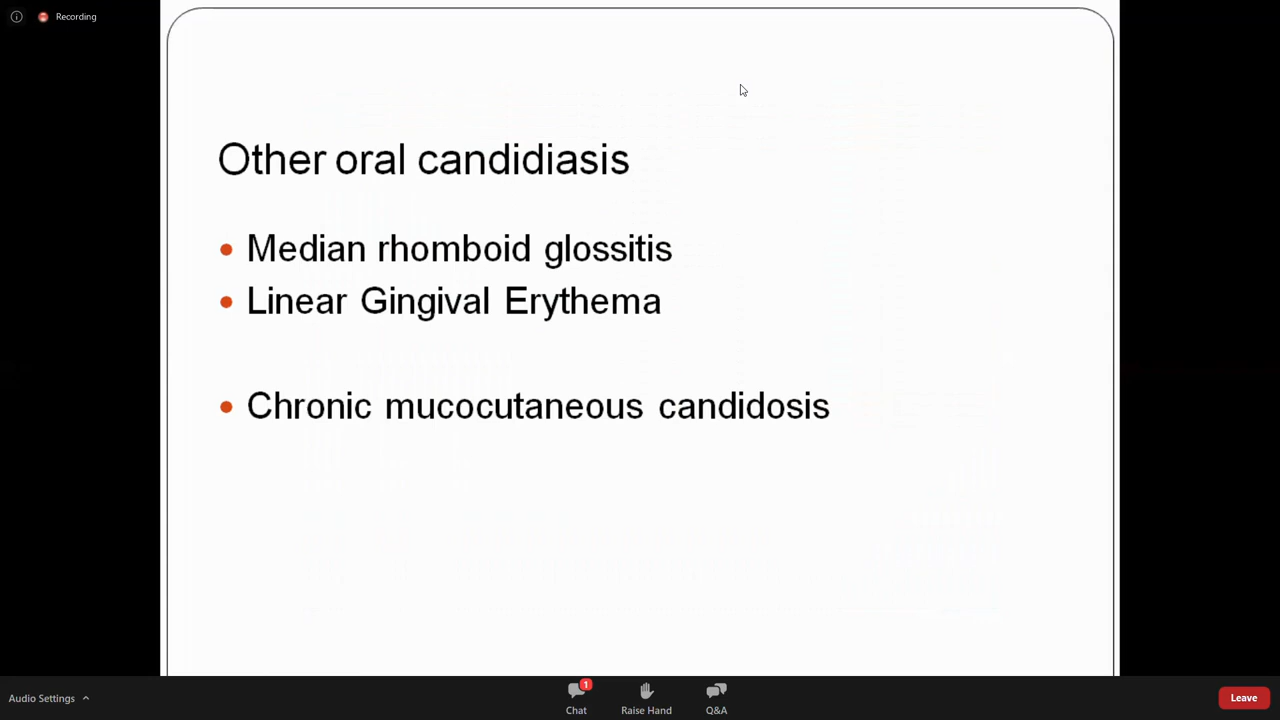 Recording
Other oral candidiasis
Median rhomboid glossitis
Linear Gingival Erythema
Chronic mucocutaneous candidosis
Audio Settings
1
Chat
Raise Hand
Q&A
Leave